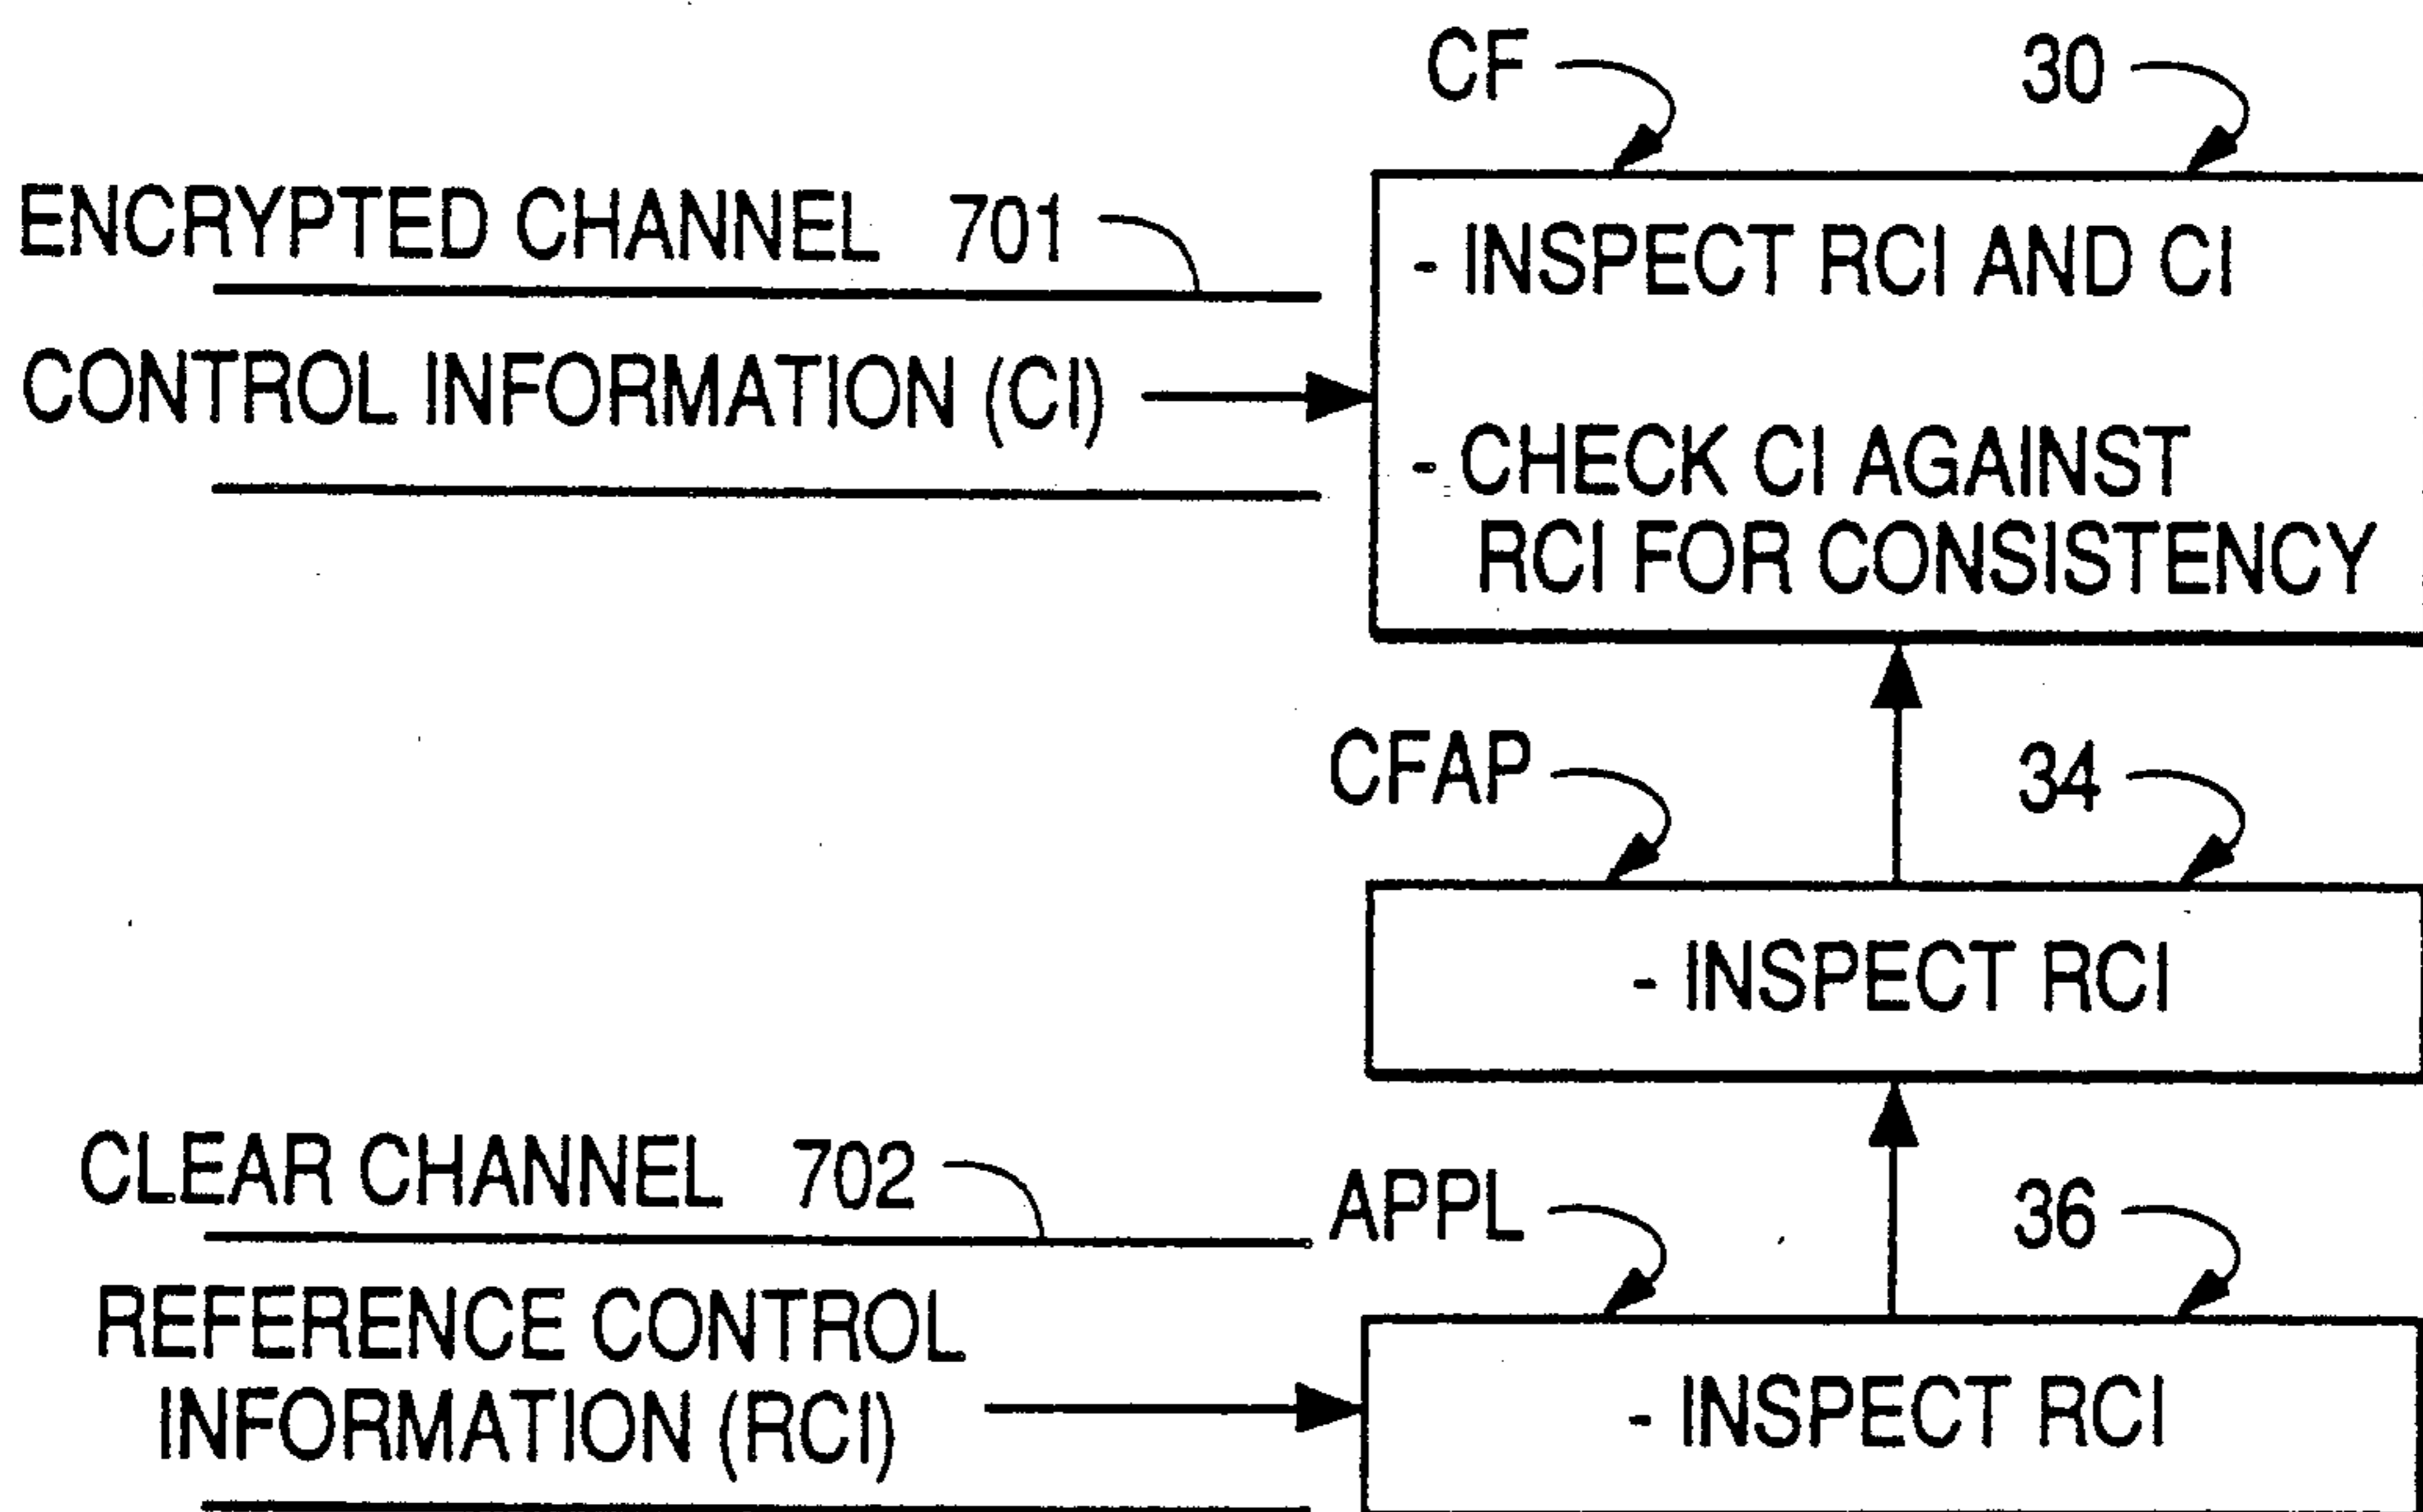 CF 30
ENCRYPTED CHANNEL 701
- INSPECT RCI AND CI
CONTROL INFORMATION (CI)
- CHECK CI AGAINST
RCI FOR CONSISTENCY
CFAP 34
- INSPECT RCI
CLEAR CHANNEL 702
APPL 36
REFERENCE CONTROL
INFORMATION (RCI)
- INSPECT RCI